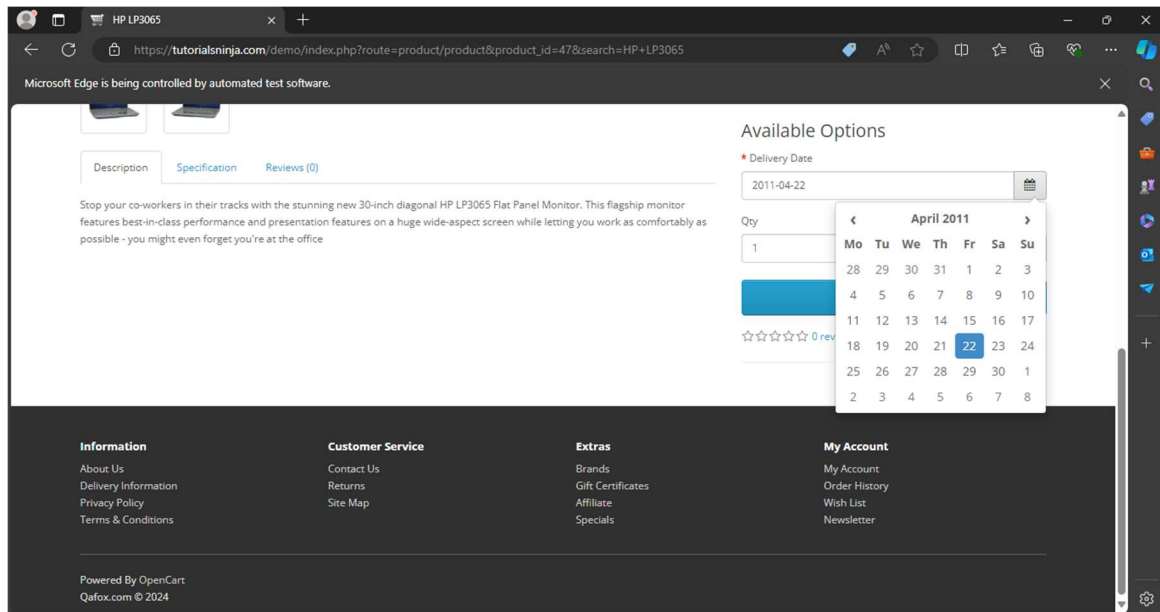 HP LP3065
https://tutorialsninja.com/demo/index.php?route=product/product&product_id=47&search=HP+LP3065
Microsoft Edge is being controlled by automated test software.
Description Specification Reviews (0)
Stop your co-workers in their tracks with the stunning new 30-inch diagonal HP LP3065 Flat Panel Monitor. This flagship monitor
features best-in-class performance and presentation features on a huge wide-aspect screen while letting you work as comfortably as
possible - you might even forget you're at the office
Available Options
* Delivery Date
2011-04-22
Qty
1
0 rev
‹ April 2011 ›
Mo Tu We Th Fr Sa Su
28 29 30 31 1 2 3
4 5 6 7 8 9 10
11 12 13 14 15 16 17
18 19 20 21 22 23 24
25 26 27 28 29 30 1
2 3 4 5 6 7 8
Information
About Us
Delivery Information
Privacy Policy
Terms & Conditions
Customer Service
Contact Us
Returns
Site Map
Extras
Brands
Gift Certificates
Affiliate
Specials
My Account
My Account
Order History
Wish List
Newsletter
Powered By OpenCart
Qafox.com © 2024